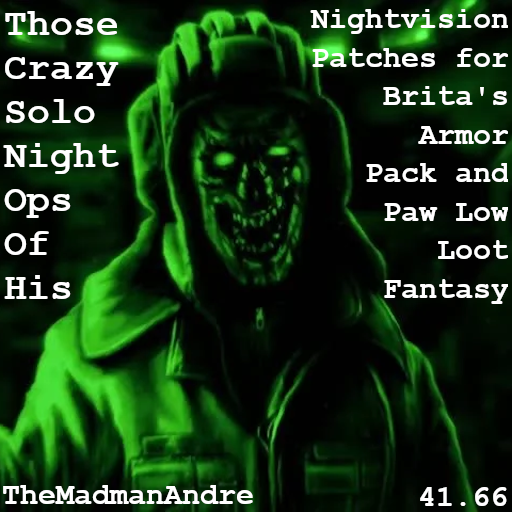 Those
Crazy
Solo
Night
Ops
Of
His
Nightvision
Patches for
Brita's
Armor
Pack and
Paw Low
Loot
Fantasy
TheMadmanAndre
41.66